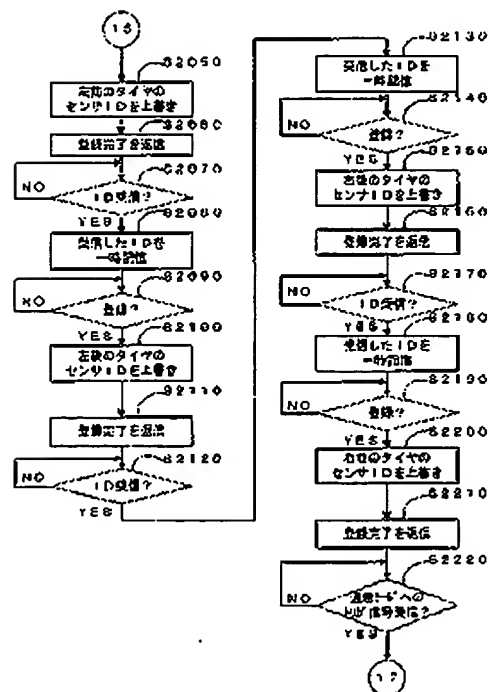 S2050
のタイヤの
センサIDを上書き
S2060
登録完了を返信
S2070
NO
ID受信?
YES
S2080
受信したIDを
一時記憶
S2090
NO
登録?
YES
S2100
左後のタイヤの
センサIDを上書き
S2110
登録完了を返信
S2120
NO
ID受信?
YES
S2130
受信したIDを
一時記憶
S2140
NO
登録?
YES
S2150
右後のタイヤの
センサIDを上書き
S2160
登録完了を返信
S2170
NO
ID受信?
YES
S2180
受信したIDを
一時記憶
S2190
NO
登録?
YES
S2200
のタイヤの
センサIDを上書き
S2210
登録完了を返信
S2220
NO
YES
17